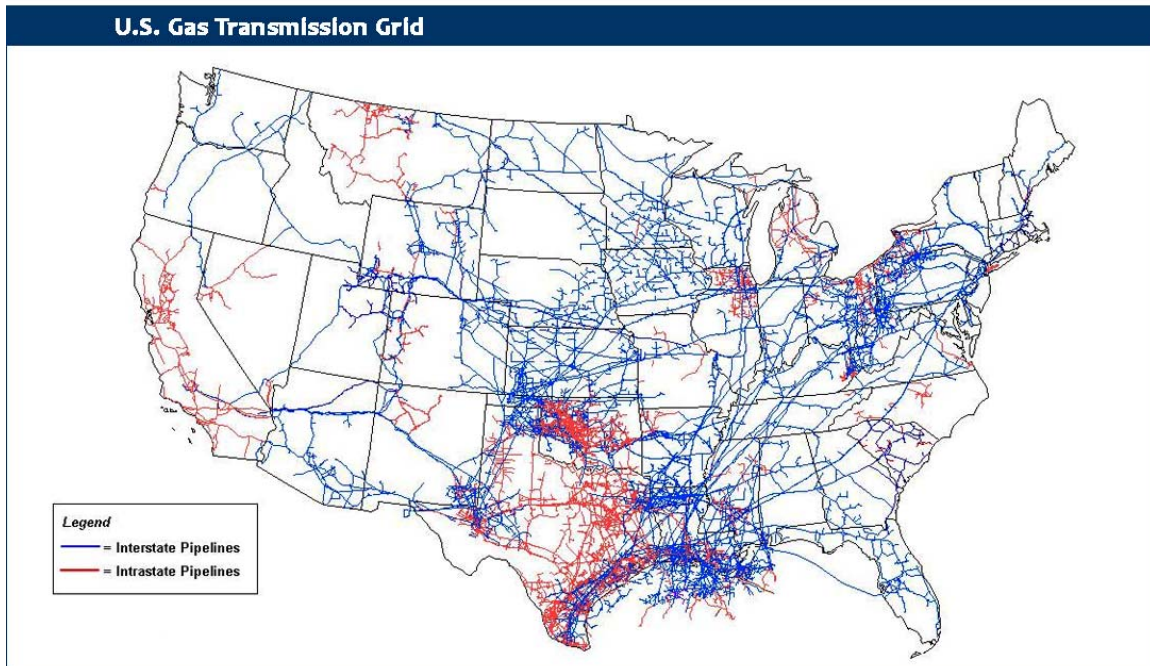 U.S. Gas Transmission Grid
Legend
= Interstate Pipelines
= Intrastate Pipelines